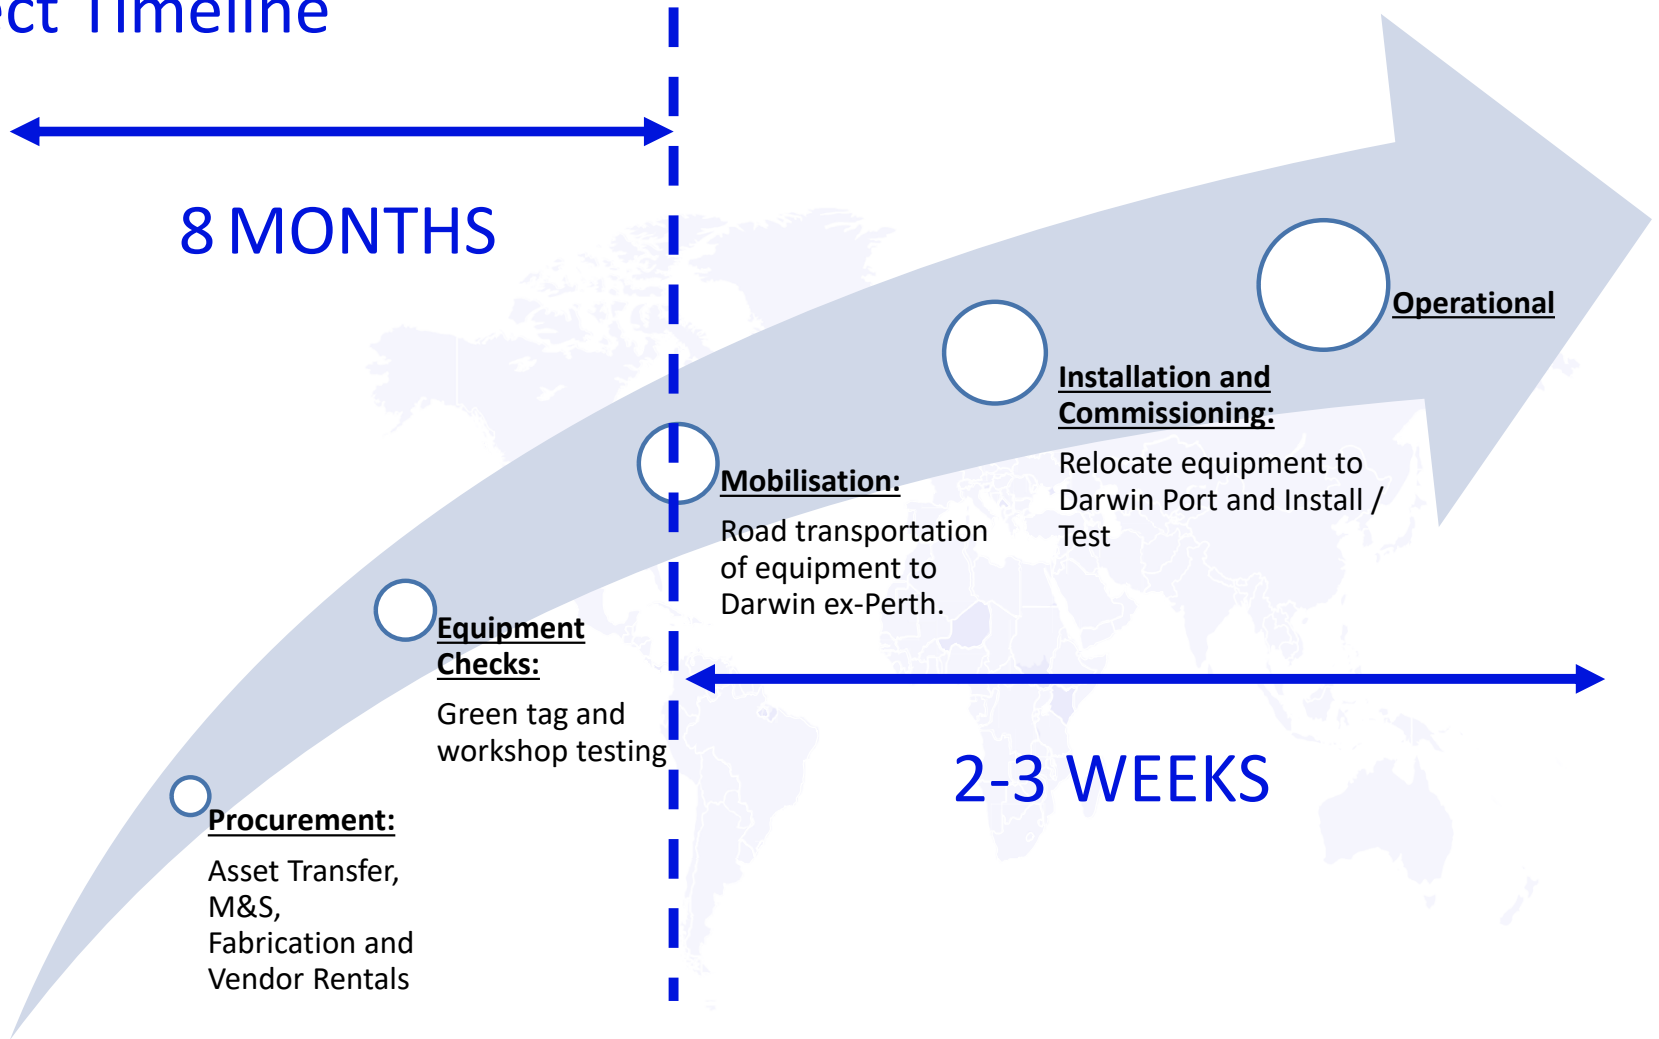 ect Timeline
8 MONTHS
Operational
Installation and
Commissioning:
Relocate equipment to
Darwin Port and Install /
Test
Mobilisation:
Road transportation
of equipment to
Darwin ex-Perth.
Equipment
Checks:
Green tag and
workshop testing
2-3 WEEKS
Procurement:
Asset Transfer,
M&S,
Fabrication and
Vendor Rentals